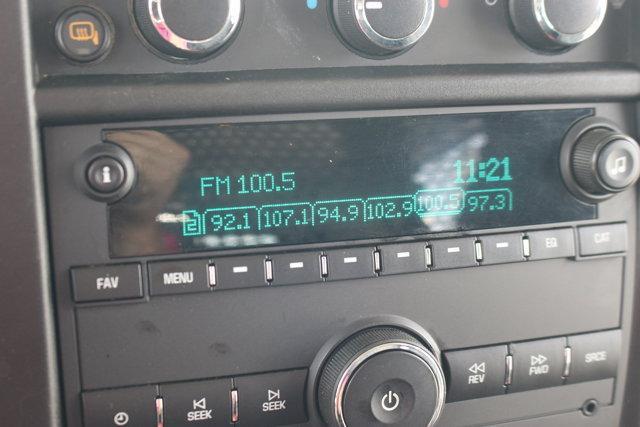 FM 100.5 11:21
2 92.1 107.1 94.9 102.9 100.5 97.3
FAV MENU EQ CAT
SEEK SEEK REV FWD SRCE